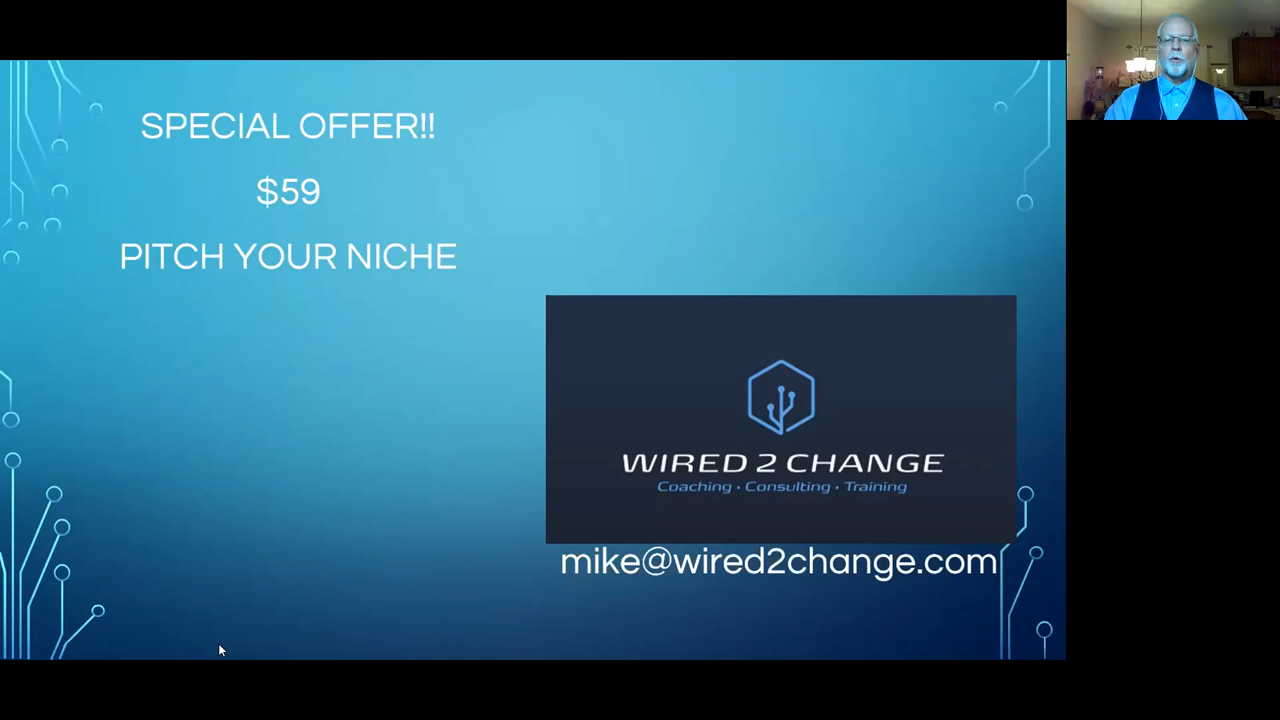 SPECIAL OFFER!!
$59
PITCH YOUR NICHE
WIRED 2 CHANGE
Coaching • Consulting • Training
mike@wired2change.com